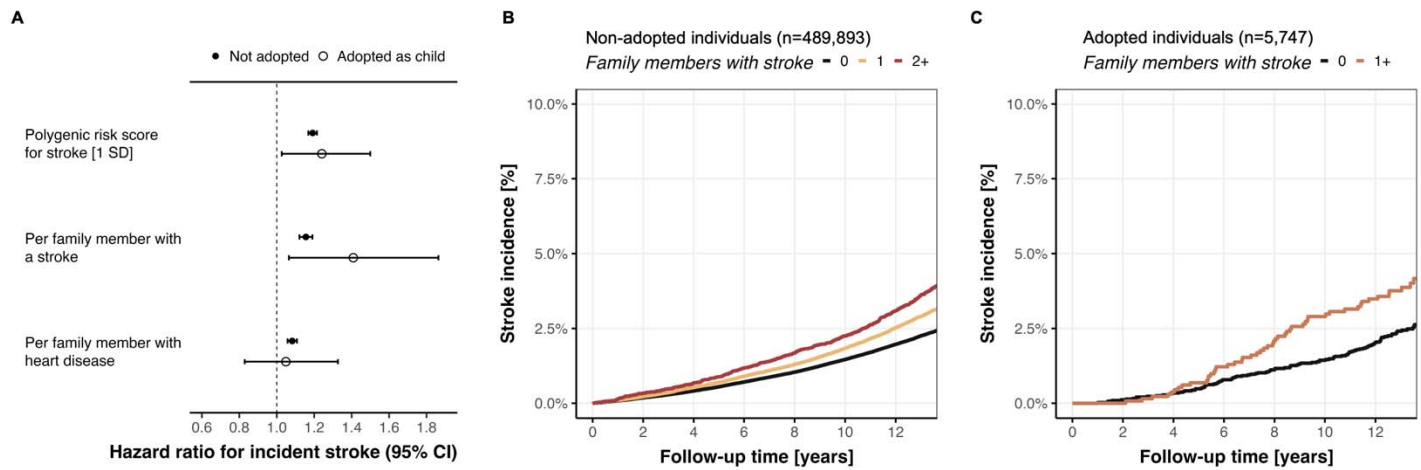 A
Not adopted Adopted as child
Polygenic risk score
for stroke [1 SD]
Per family member with
a stroke
Per family member with
heart disease
0.6 0.8 1.0 1.2 1.4 1.6 1.8
Hazard ratio for incident stroke (95% CI)
B
Non-adopted individuals (n=489,893)
Family members with stroke 0 1 2+
10.0%
7.5%
5.0%
2.5%
0.0%
Stroke incidence [%]
0 2 4 6 8 10 12
Follow-up time [years]
C
Adopted individuals (n=5,747)
Family members with stroke 0 1+
10.0%
7.5%
5.0%
2.5%
0.0%
Stroke incidence [%]
0 2 4 6 8 10 12
Follow-up time [years]